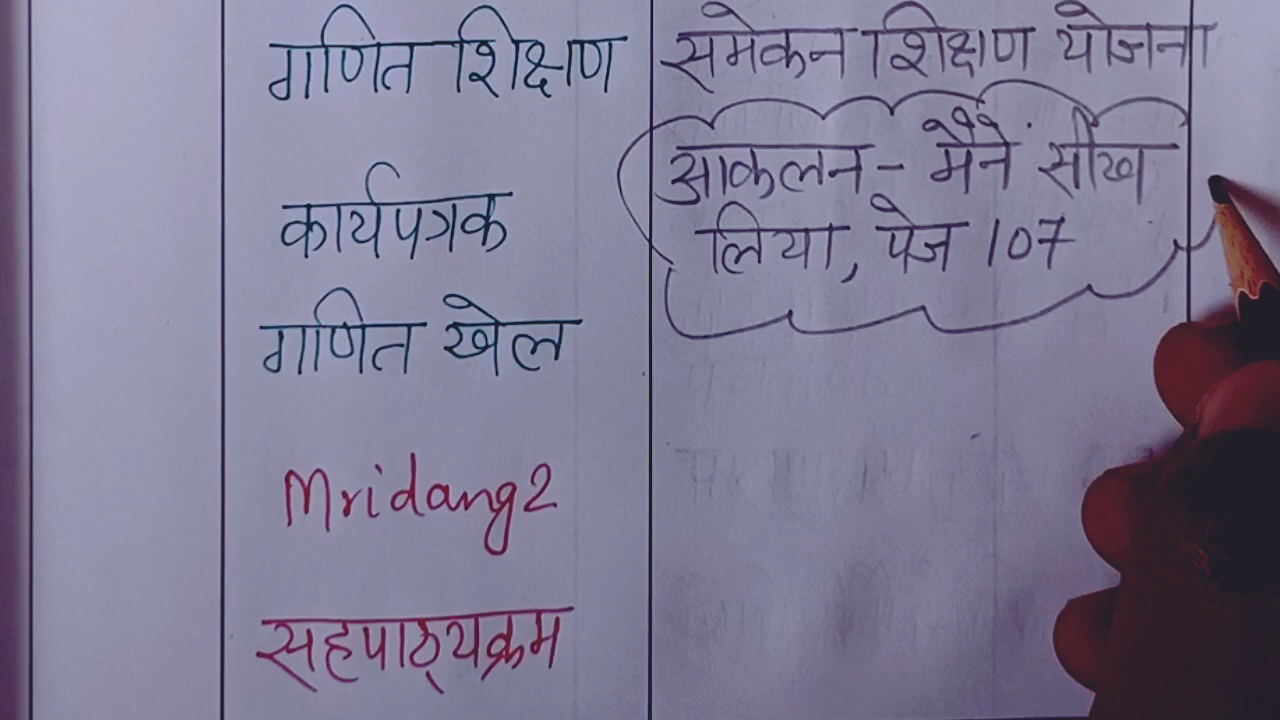 गणित शिक्षण
कार्यपत्रक
गणित खेल
Mridang2
सहपाठ्यक्रम
समेकन शिक्षण योजना
आकलन - मैंने सीख
लिया, पेज 107